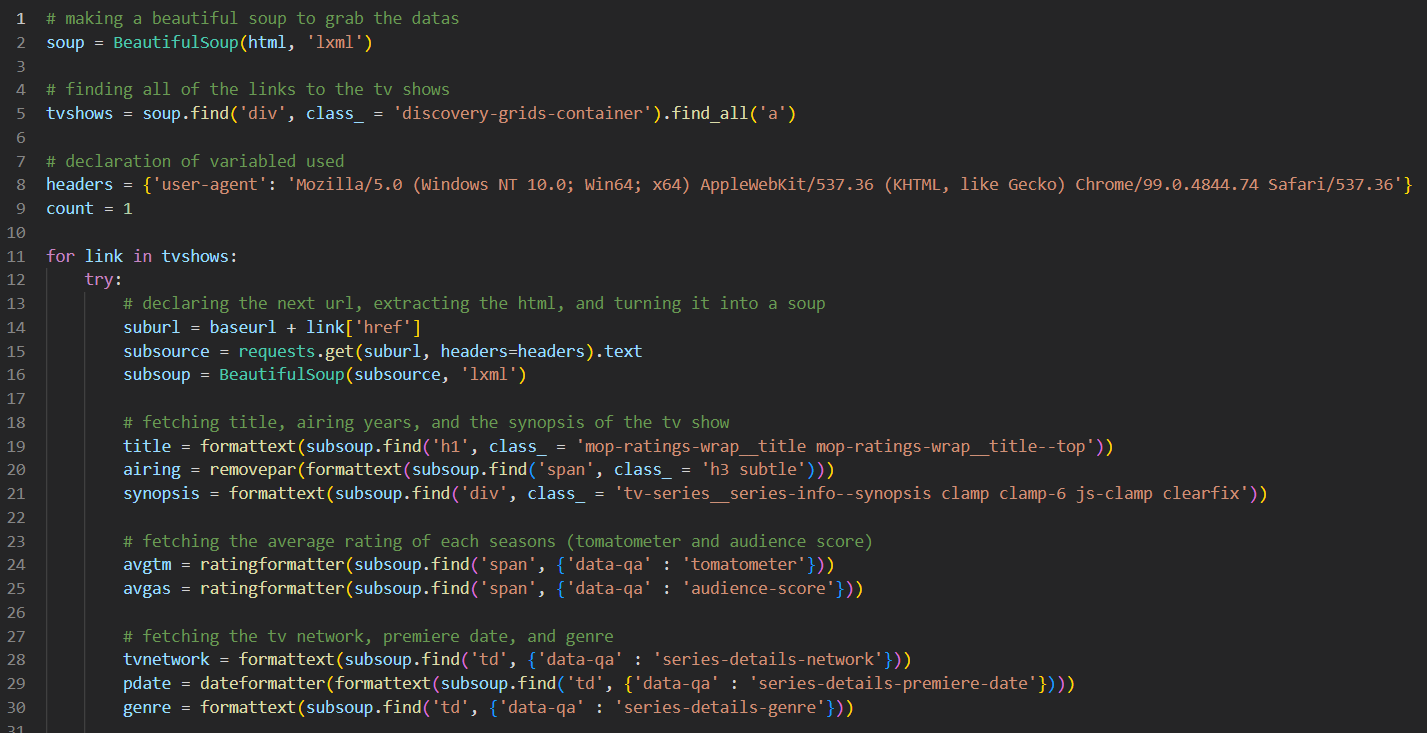 1 # making a beautiful soup to grab the datas
2 soup = BeautifulSoup(html, 'lxml')
3
4 # finding all of the links to the tv shows
5 tvshows = soup.find('div', class_ = 'discovery-grids-container').find_all('a')
6
7 # declaration of variabled used
8 headers = {'user-agent': 'Mozilla/5.0 (Windows NT 10.0; Win64; x64) AppleWebKit/537.36 (KHTML, like Gecko) Chrome/99.0.4844.74 Safari/537.36'}
9 count = 1
10
11 for link in tvshows:
12     try:
13         # declaring the next url, extracting the html, and turning it into a soup
14         suburl = baseurl + link['href']
15         subsource = requests.get(suburl, headers=headers).text
16         subsoup = BeautifulSoup(subsource, 'lxml')
17
18         # fetching title, airing years, and the synopsis of the tv show
19         title = formattext(subsoup.find('h1', class_ = 'mop-ratings-wrap__title mop-ratings-wrap__title--top'))
20         airing = removepar(formattext(subsoup.find('span', class_ = 'h3 subtle')))
21         synopsis = formattext(subsoup.find('div', class_ = 'tv-series__series-info--synopsis clamp clamp-6 js-clamp clearfix'))
22
23         # fetching the average rating of each seasons (tomatometer and audience score)
24         avgtm = ratingformatter(subsoup.find('span', {'data-qa' : 'tomatometer'}))
25         avgas = ratingformatter(subsoup.find('span', {'data-qa' : 'audience-score'}))
26
27         # fetching the tv network, premiere date, and genre
28         tvnetwork = formattext(subsoup.find('td', {'data-qa' : 'series-details-network'}))
29         pdate = dateformatter(formattext(subsoup.find('td', {'data-qa' : 'series-details-premiere-date'})))
30         genre = formattext(subsoup.find('td', {'data-qa' : 'series-details-genre'}))
31